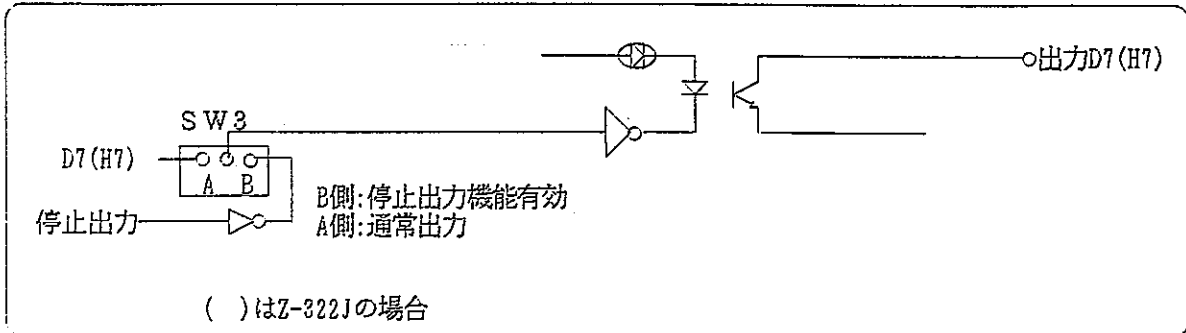 出力D7(H7)
SW3
D7(H7)
A B
停止出力
B側:停止出力機能有効
A側:通常出力
( )はZ-322Jの場合